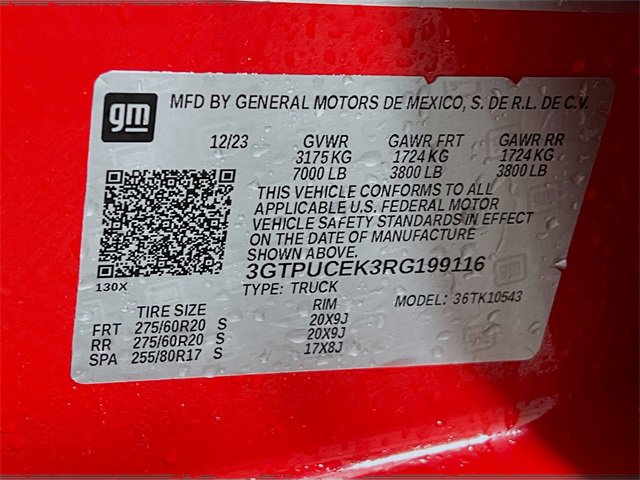 gm
MFD BY GENERAL MOTORS DE MEXICO, S. DE R.L. DE C.V.
12/23 GVWR GAWR FRT GAWR RR
3175 KG 1724 KG 1724 KG
7000 LB 3800 LB 3800 LB
THIS VEHICLE CONFORMS TO ALL
APPLICABLE U.S. FEDERAL MOTOR
VEHICLE SAFETY STANDARDS IN EFFECT
ON THE DATE OF MANUFACTURE
SHOWN ABOVE.
3GTPUCEK3RG199116
130X
TYPE: TRUCK MODEL: 36TK10543
TIRE SIZE RIM
FRT 275/60R20 S 20X9J
RR 275/60R20 S 20X9J
SPA 255/80R17 S 17X8J